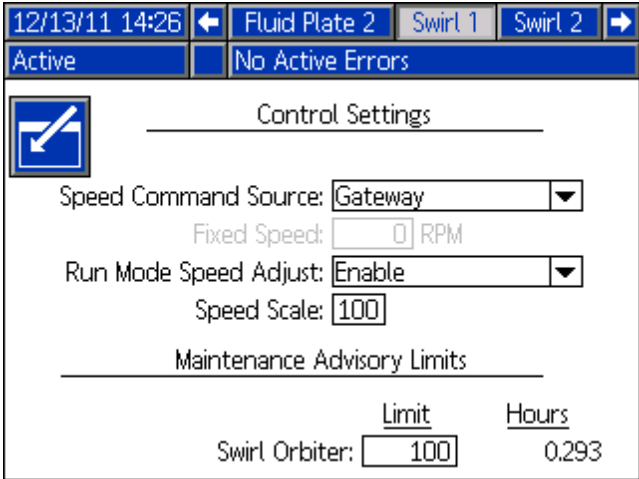 12/13/11 14:26 Fluid Plate 2 Swirl 1 Swirl 2
Active No Active Errors
Control Settings
Speed Command Source: Gateway
Fixed Speed: 0 RPM
Run Mode Speed Adjust: Enable
Speed Scale: 100
Maintenance Advisory Limits
Limit Hours
Swirl Orbiter: 100 0.293